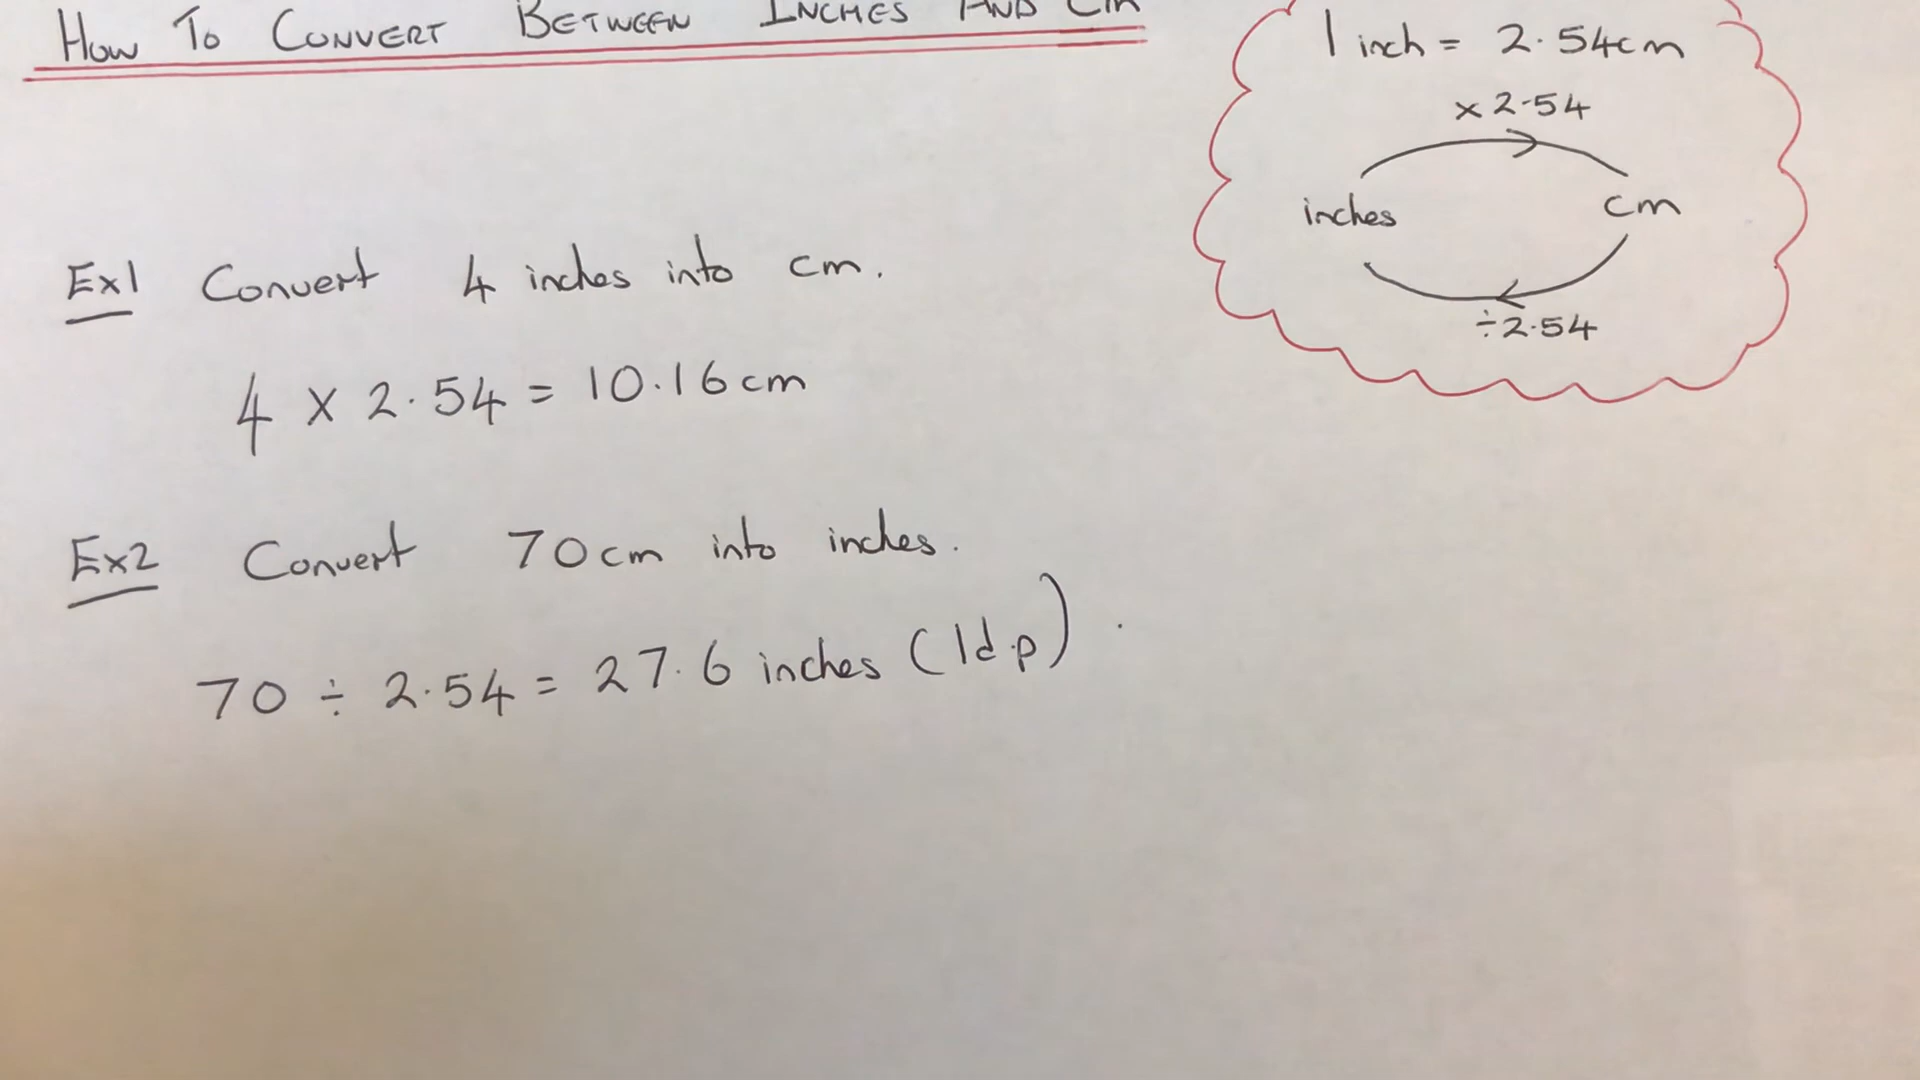 HOW TO CONVERT BETWEEN INCHES AND CM
1 inch = 2.54cm
x 2.54
inches cm
÷2.54
Ex1 Convert 4 inches into cm.
4 x 2.54 = 10.16cm
Ex2 Convert 70cm into inches.
70 ÷ 2.54 = 27.6 inches (1d.p)